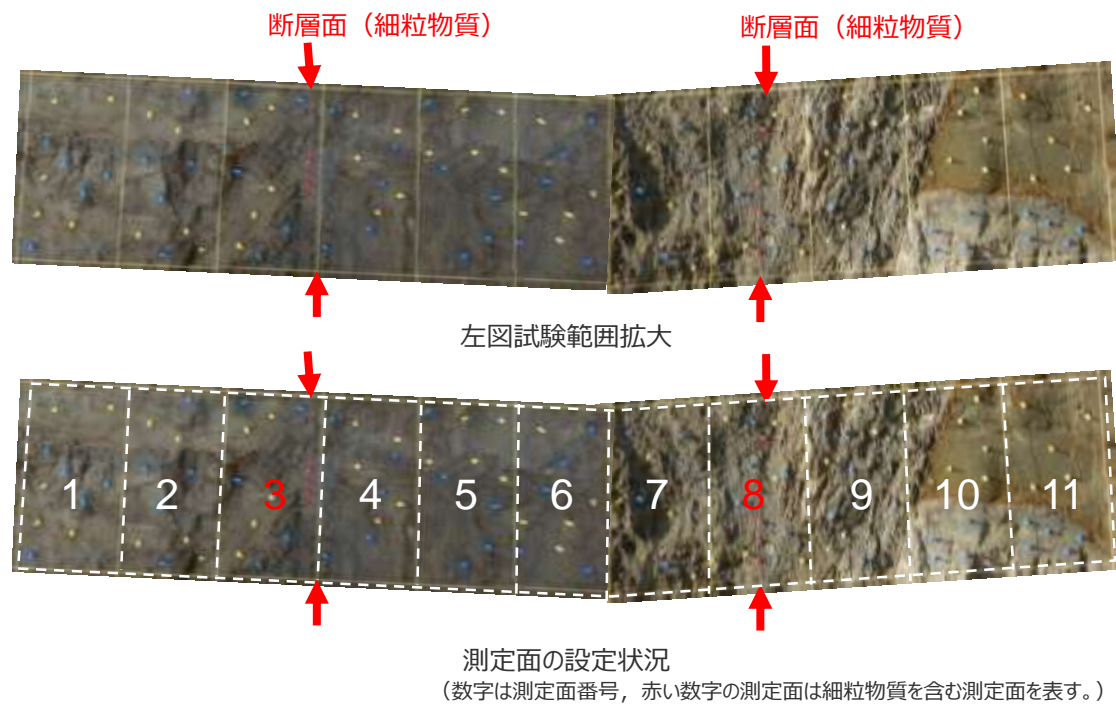 断層面（細粒物質）
断層面（細粒物質）
左図試験範囲拡大
1 2 3 4 5 6 7 8 9 10 11
測定面の設定状況
（数字は測定面番号，赤い数字の測定面は細粒物質を含む測定面を表す。）